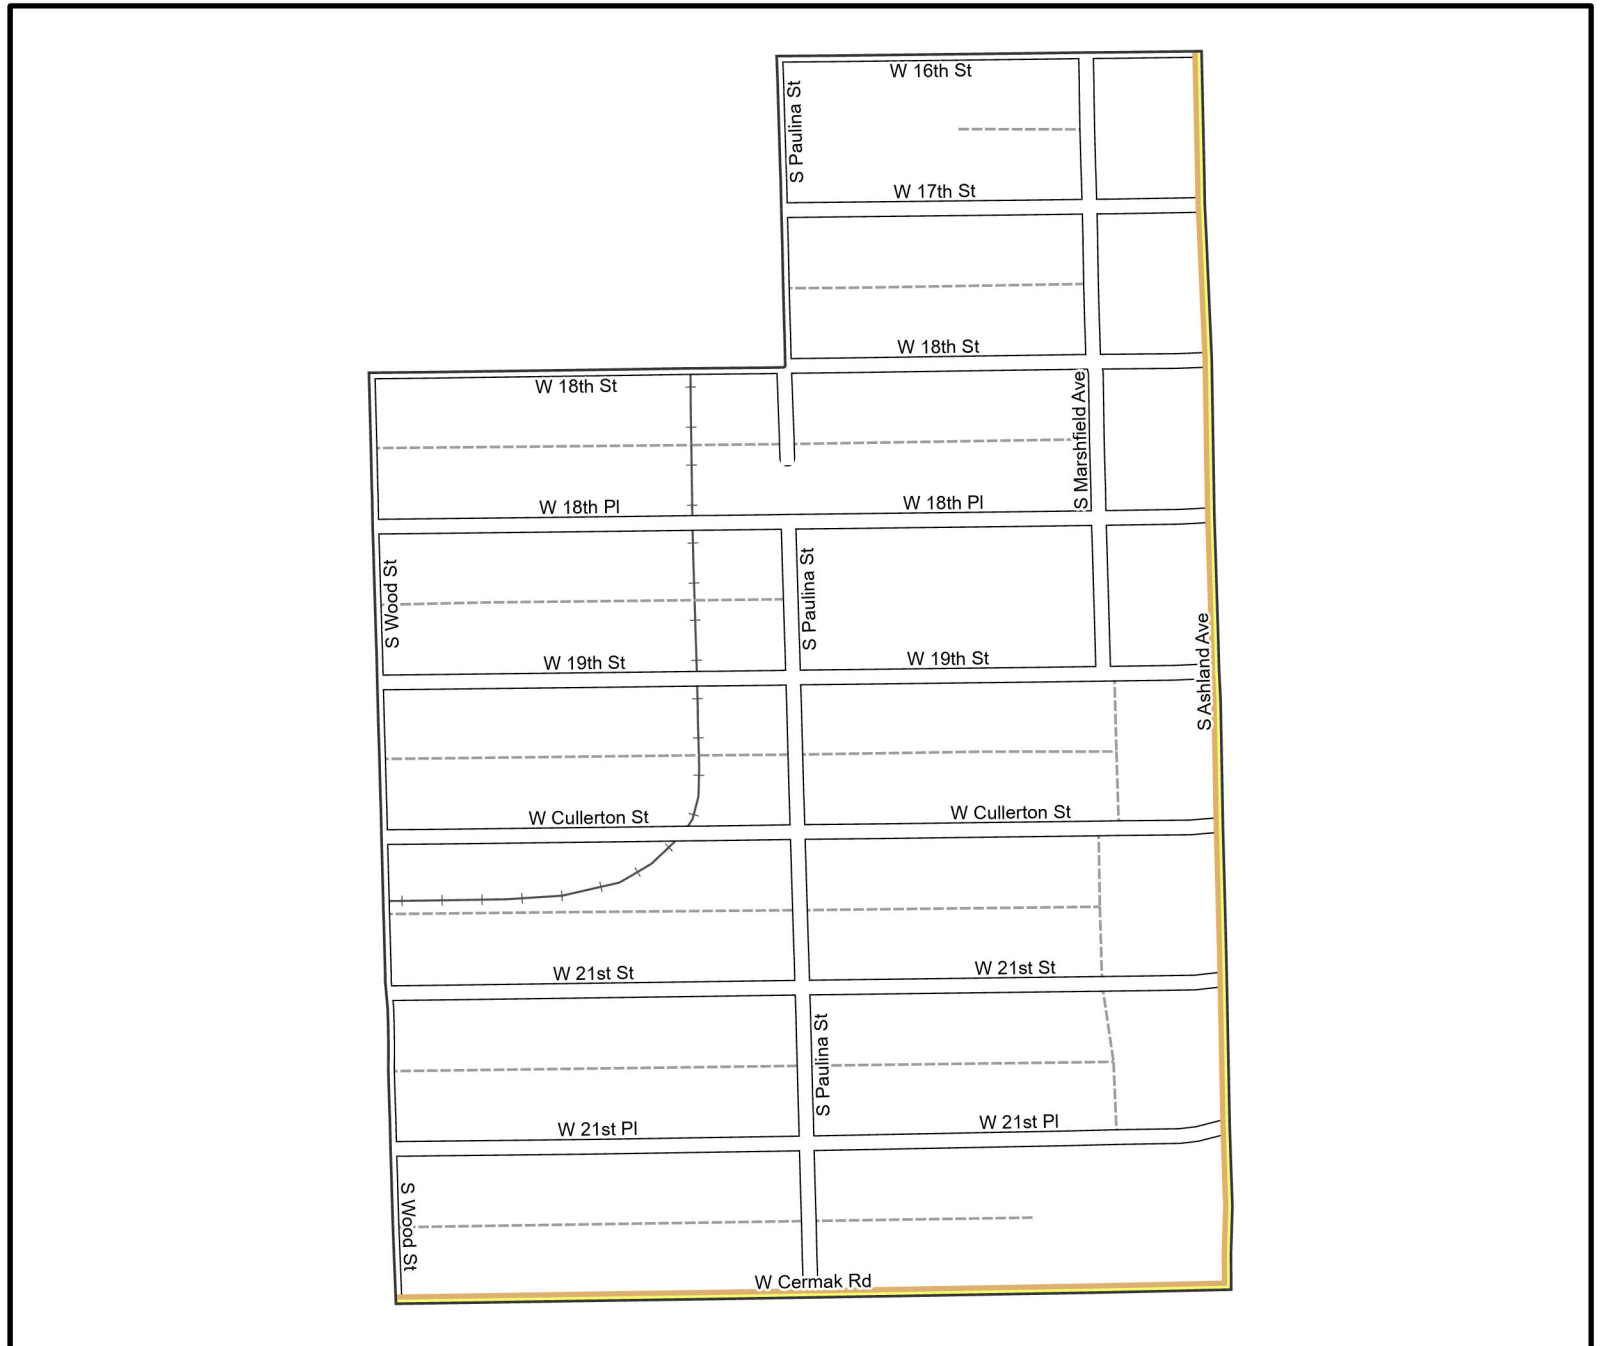 W 16th St
S Paulina St
W 17th St
W 18th St
W 18th St
S Marshfield Ave
W 18th Pl
W 18th Pl
S Wood St
S Paulina St
W 19th St
W 19th St
S Ashland Ave
W Cullerton St
W Cullerton St
W 21st St
W 21st St
S Paulina St
W 21st Pl
W 21st Pl
S Wood St
W Cermak Rd